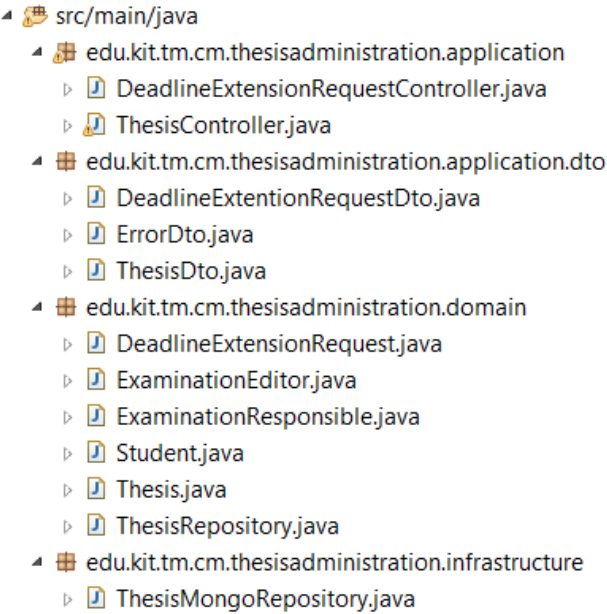 src/main/java
edu.kit.tm.cm.thesisadministration.application
DeadlineExtensionRequestController.java
ThesisController.java
edu.kit.tm.cm.thesisadministration.application.dto
DeadlineExtentionRequestDto.java
ErrorDto.java
ThesisDto.java
edu.kit.tm.cm.thesisadministration.domain
DeadlineExtensionRequest.java
ExaminationEditor.java
ExaminationResponsible.java
Student.java
Thesis.java
ThesisRepository.java
edu.kit.tm.cm.thesisadministration.infrastructure
ThesisMongoRepository.java